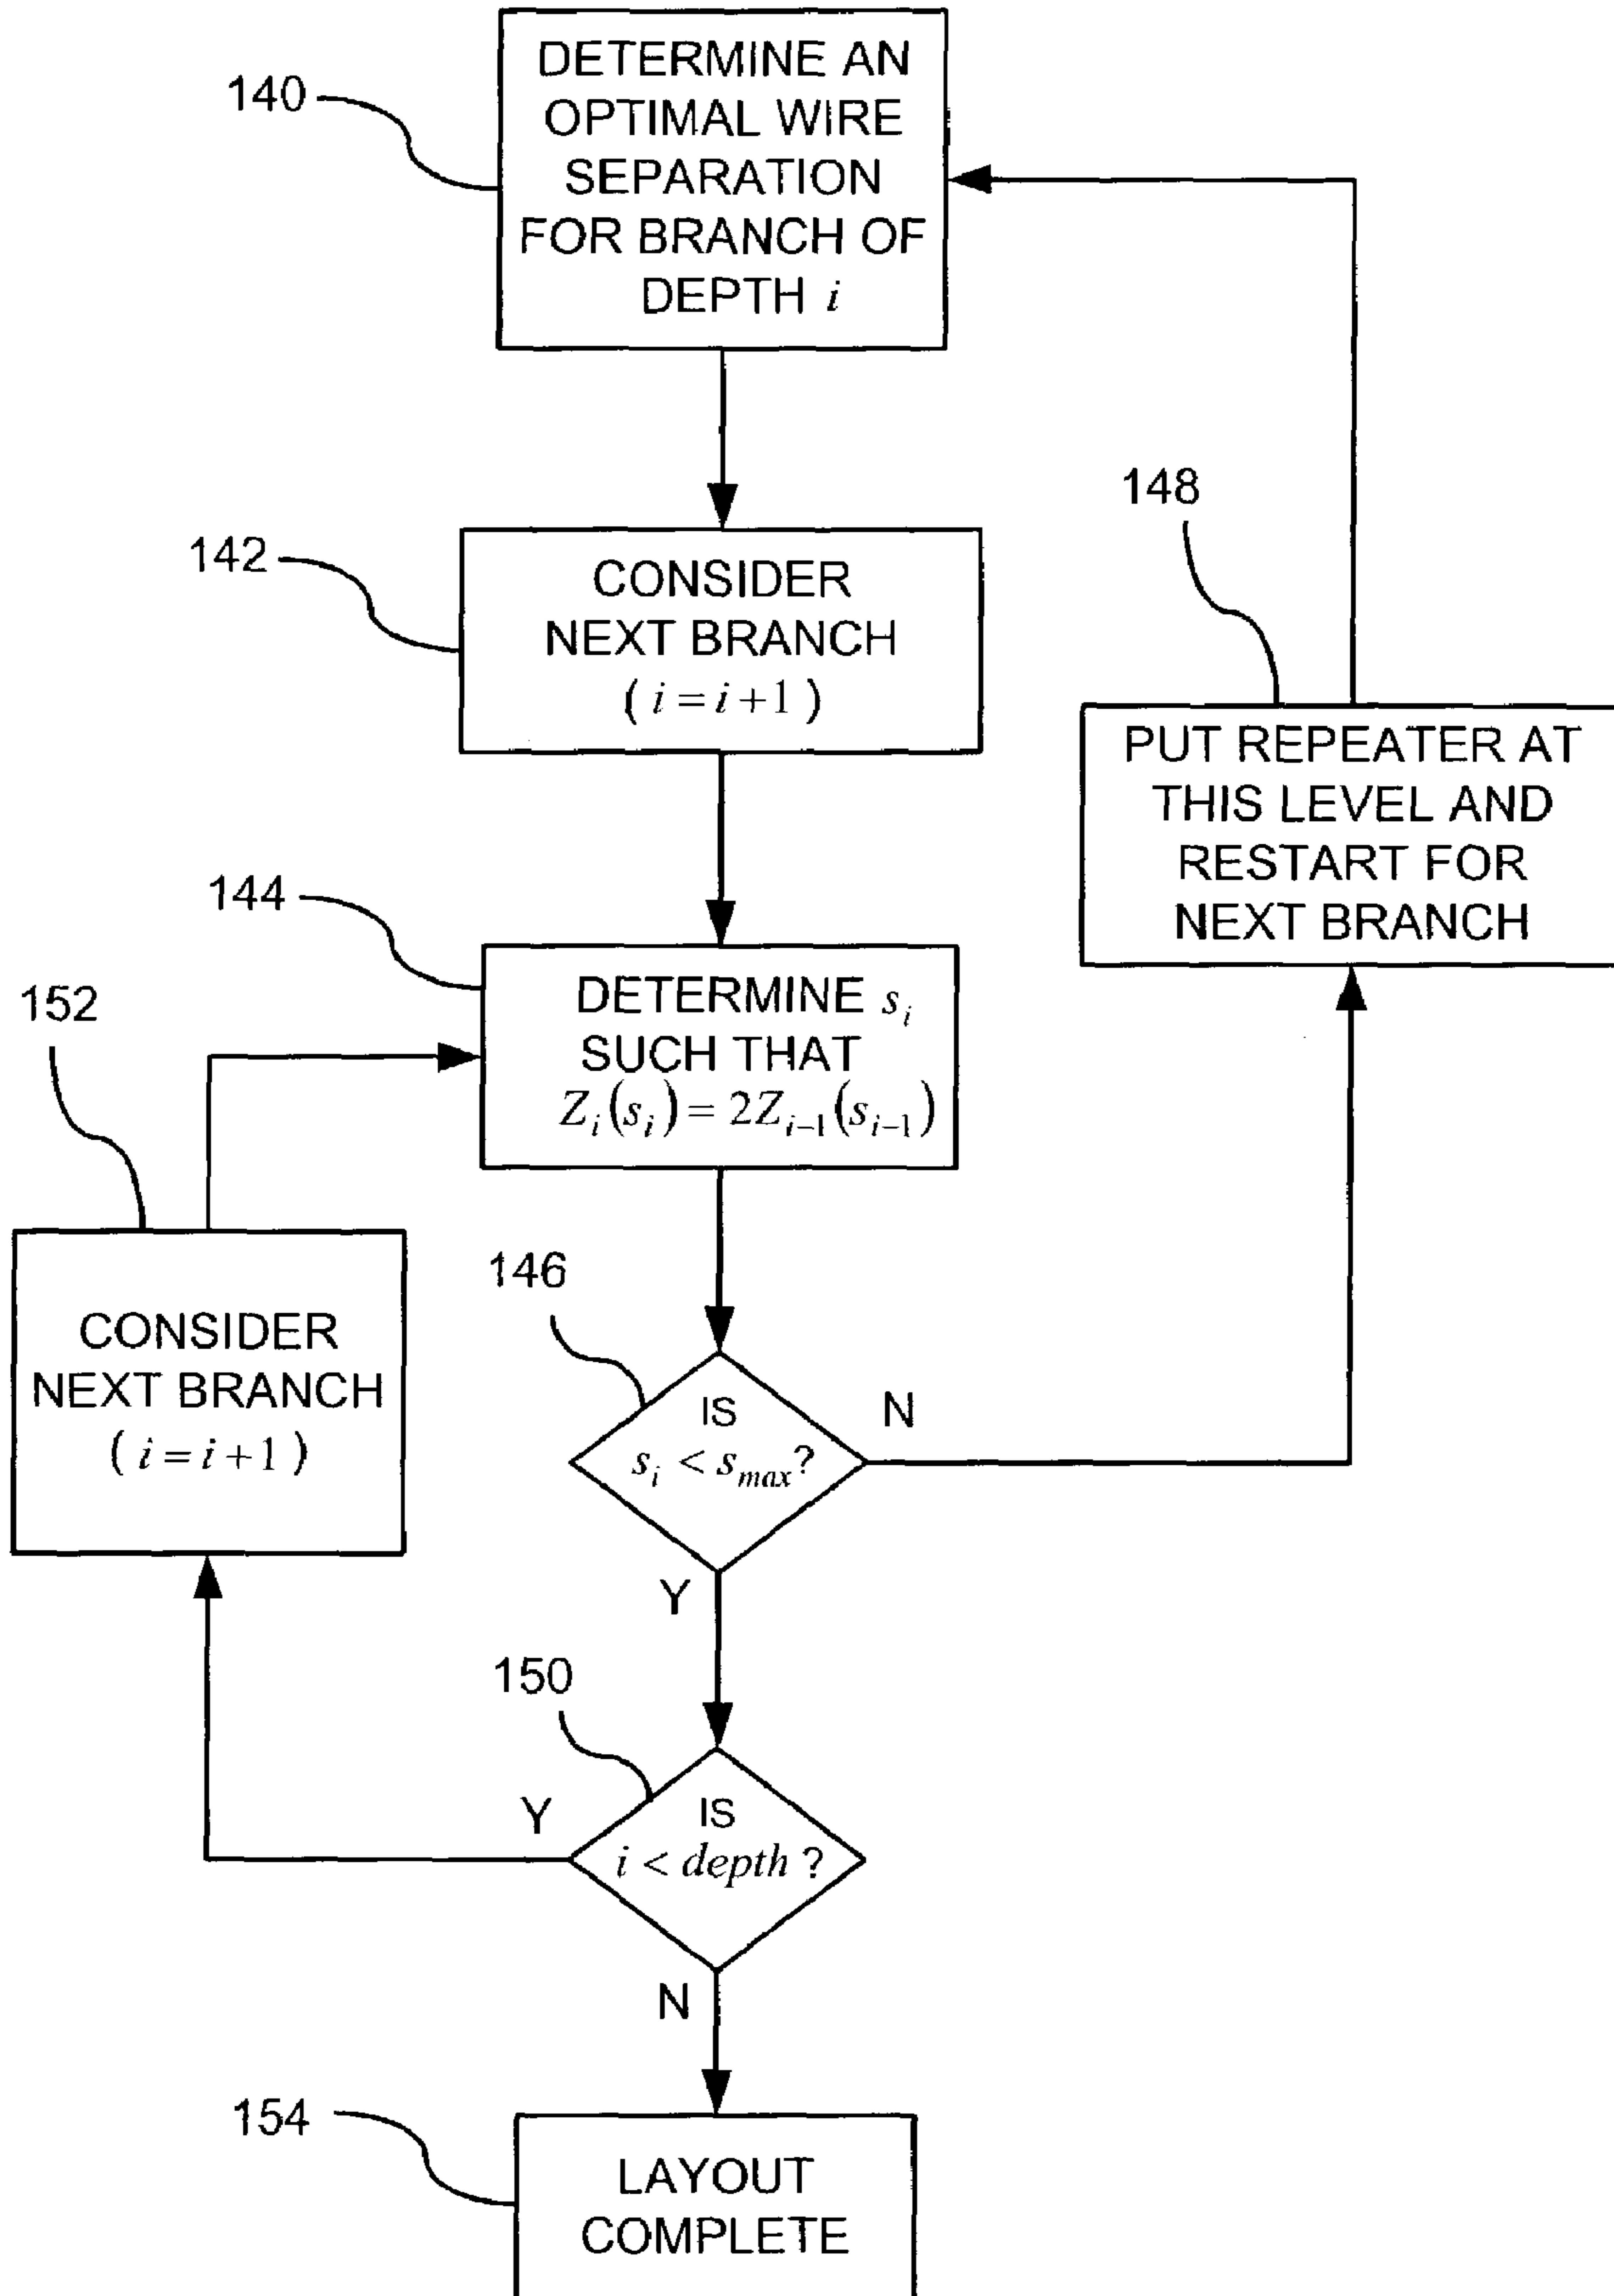 140
DETERMINE AN
OPTIMAL WIRE
SEPARATION
FOR BRANCH OF
DEPTH i
142
CONSIDER
NEXT BRANCH
( i = i +1 )
148
PUT REPEATER AT
THIS LEVEL AND
RESTART FOR
NEXT BRANCH
144
DETERMINE s_i
SUCH THAT
Z_i(s_i) = 2Z_{i-1}(s_{i-1})
152
CONSIDER
NEXT BRANCH
( i = i +1 )
146
IS
s_i < s_max?
N
Y
150
IS
i < depth ?
Y
N
154
LAYOUT
COMPLETE